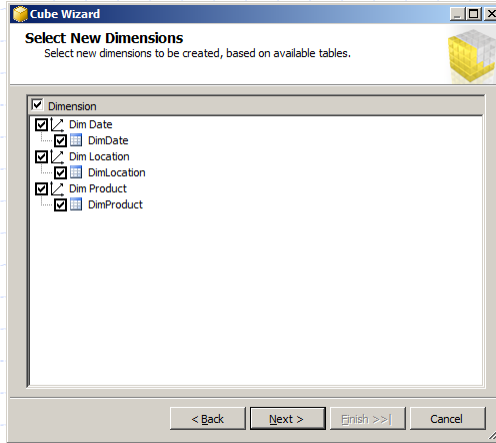 Cube Wizard
Select New Dimensions
Select new dimensions to be created, based on available tables.
Dimension
Dim Date
DimDate
Dim Location
DimLocation
Dim Product
DimProduct
< Back Next > Finish >>| Cancel